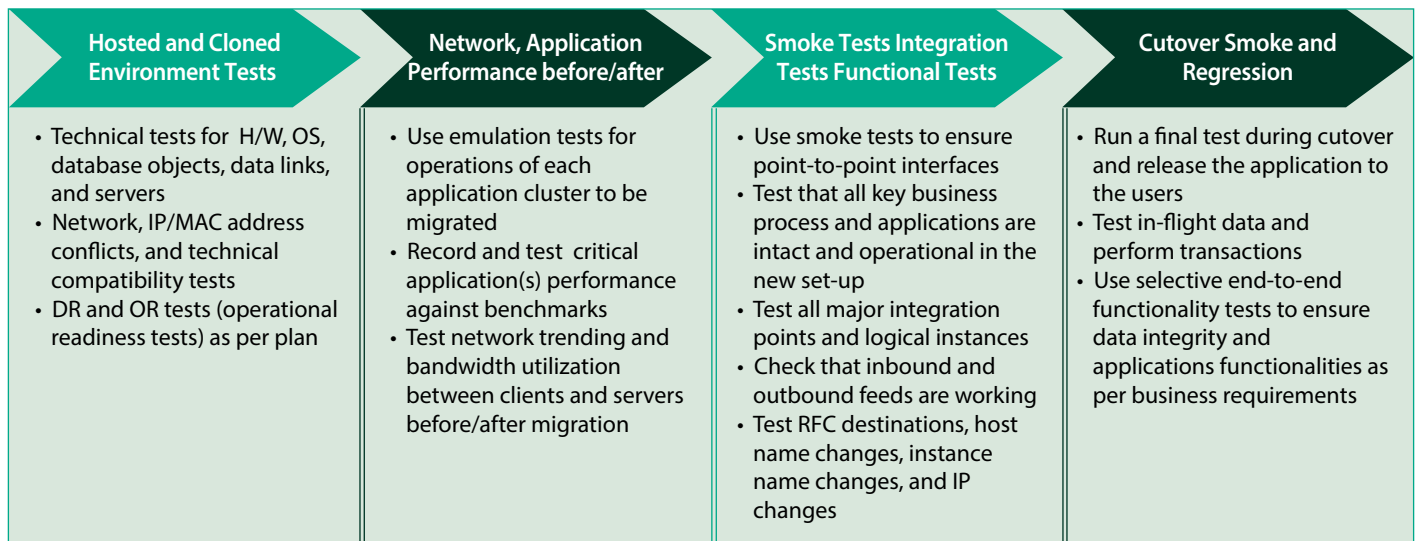 Hosted and Cloned
Environment Tests
• Technical tests for H/W, OS,
database objects, data links,
and servers
• Network, IP/MAC address
conflicts, and technical
compatibility tests
• DR and OR tests (operational
readiness tests) as per plan
Network, Application
Performance before/after
• Use emulation tests for
operations of each
application cluster to be
migrated
• Record and test critical
application(s) performance
against benchmarks
• Test network trending and
bandwidth utilization
between clients and servers
before/after migration
Smoke Tests Integration
Tests Functional Tests
• Use smoke tests to ensure
point-to-point interfaces
• Test that all key business
process and applications are
intact and operational in the
new set-up
• Test all major integration
points and logical instances
• Check that inbound and
outbound feeds are working
• Test RFC destinations, host
name changes, instance
name changes, and IP
changes
Cutover Smoke and
Regression
• Run a final test during cutover
and release the application to
the users
• Test in-flight data and
perform transactions
• Use selective end-to-end
functionality tests to ensure
data integrity and
applications functionalities as
per business requirements